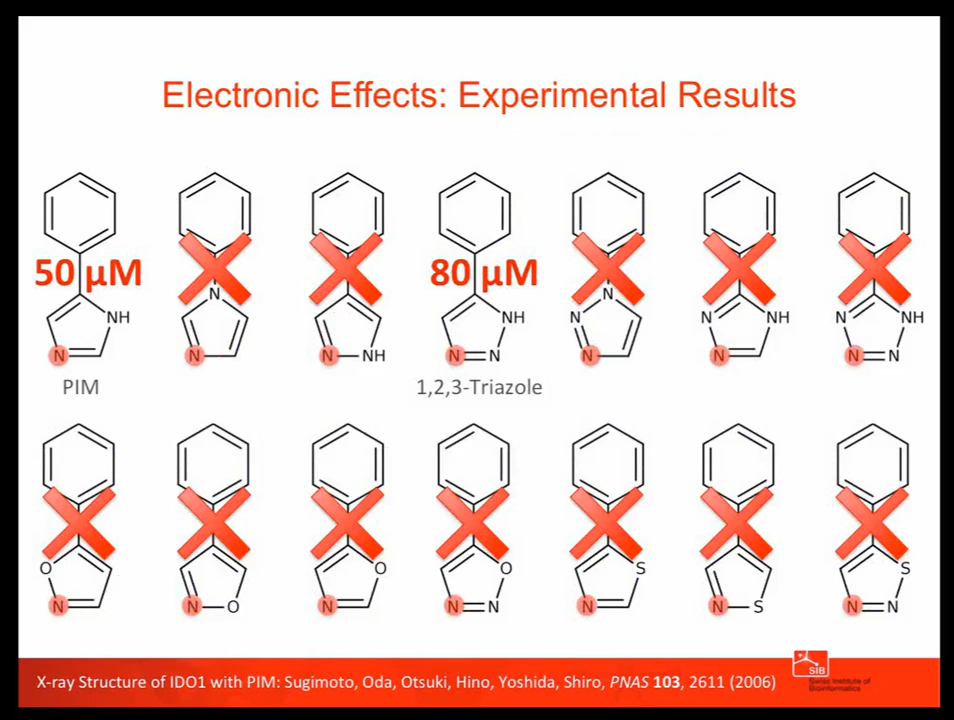 Electronic Effects: Experimental Results
50 µM
80 µM
N
NH
N
N
N
NH
N
NH
N
N
N
N
N
N
NH
N
N
NH
N
N
PIM
1,2,3-Triazole
O
N
N
O
O
N
O
N
N
S
N
N
S
S
N
N
X-ray Structure of IDO1 with PIM: Sugimoto, Oda, Otsuki, Hino, Yoshida, Shiro, PNAS 103, 2611 (2006)
SIB
Swiss Institute of
Bioinformatics